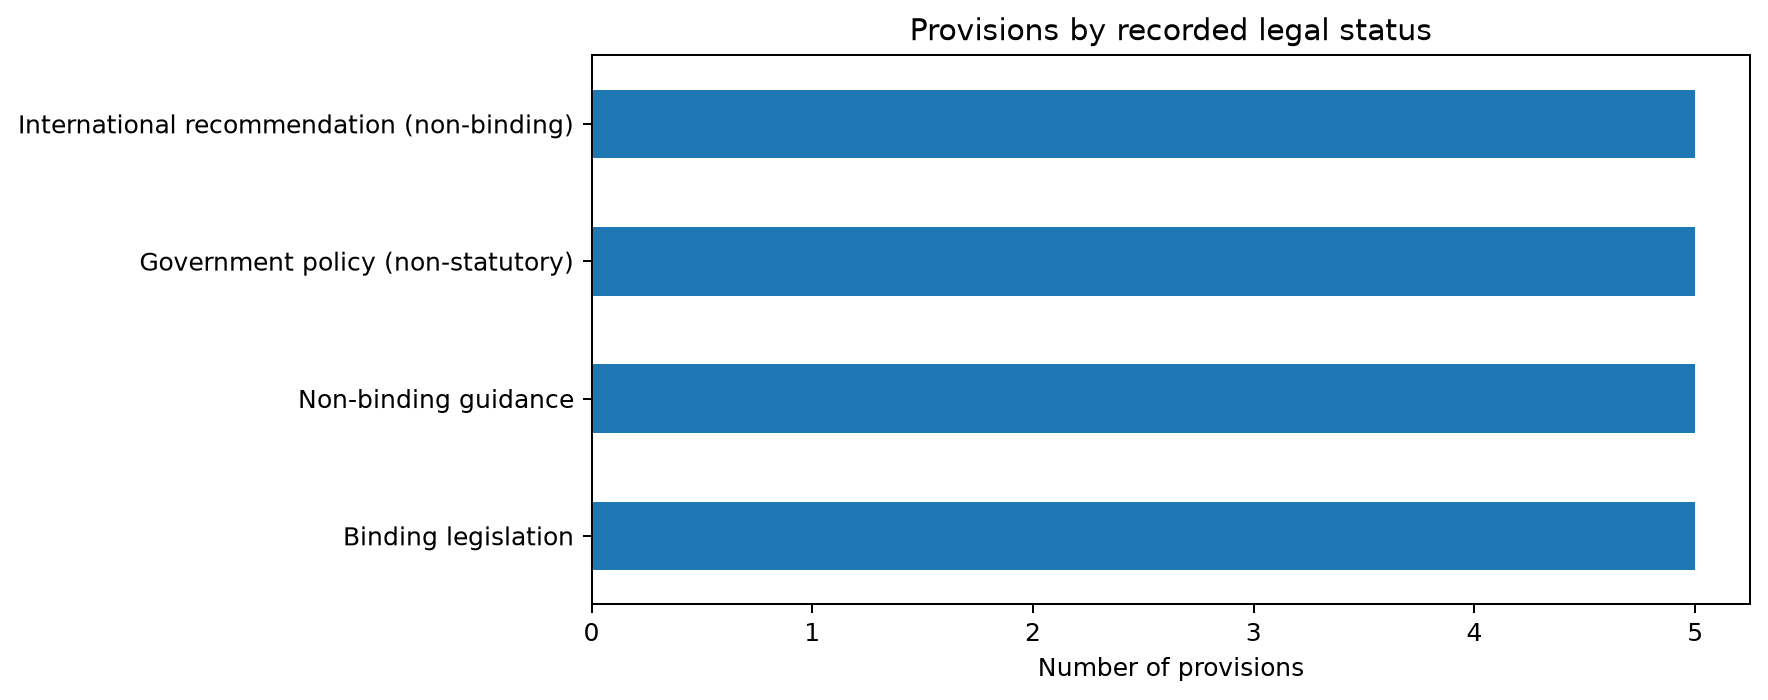 Provisions by recorded legal status
International recommendation (non-binding)
Government policy (non-statutory)
Non-binding guidance
Binding legislation
0 1 2 3 4 5
Number of provisions